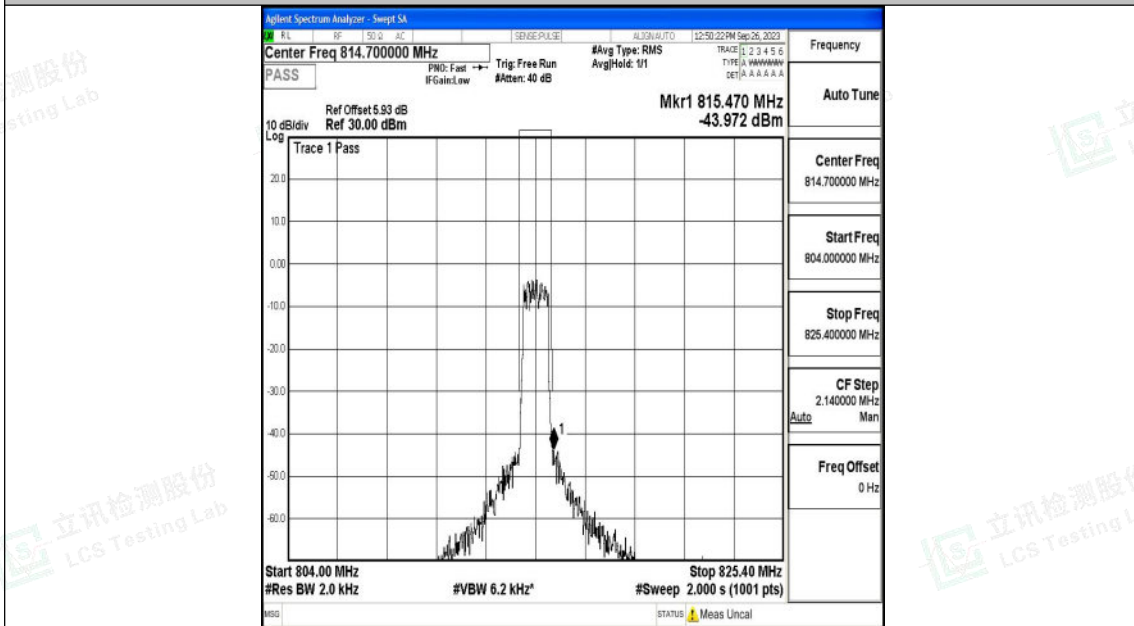 Agilent Spectrum Analyzer - Swept SA
RL RF 50 Ω AC SENSE:PULSE ALIGNAUTO 12:50:22 PM Sep 26, 2023
Center Freq 814.700000 MHz
PASS
PNO: Fast
IFGain:Low
Trig: Free Run
#Atten: 40 dB
#Avg Type: RMS
Avg|Hold: 1/1
TRACE 1 2 3 4 5 6
TYPE A WWWWW
DET A A A A A A
Ref Offset 5.93 dB
10 dB/div Ref 30.00 dBm
Log
Mkr1 815.470 MHz
-43.972 dBm
Trace 1 Pass
20.0
10.0
0.00
-10.0
-20.0
-30.0
-40.0
-50.0
-60.0
1
Start 804.00 MHz
Stop 825.40 MHz
#Res BW 2.0 kHz #VBW 6.2 kHz* #Sweep 2.000 s (1001 pts)
MSG STATUS Meas Uncal
Frequency
Auto Tune
Center Freq
814.700000 MHz
Start Freq
804.000000 MHz
Stop Freq
825.400000 MHz
CF Step
2.140000 MHz
Auto Man
Freq Offset
0 Hz
立讯检测股份
LCS Testing Lab
立讯检测股份
LCS Testing L